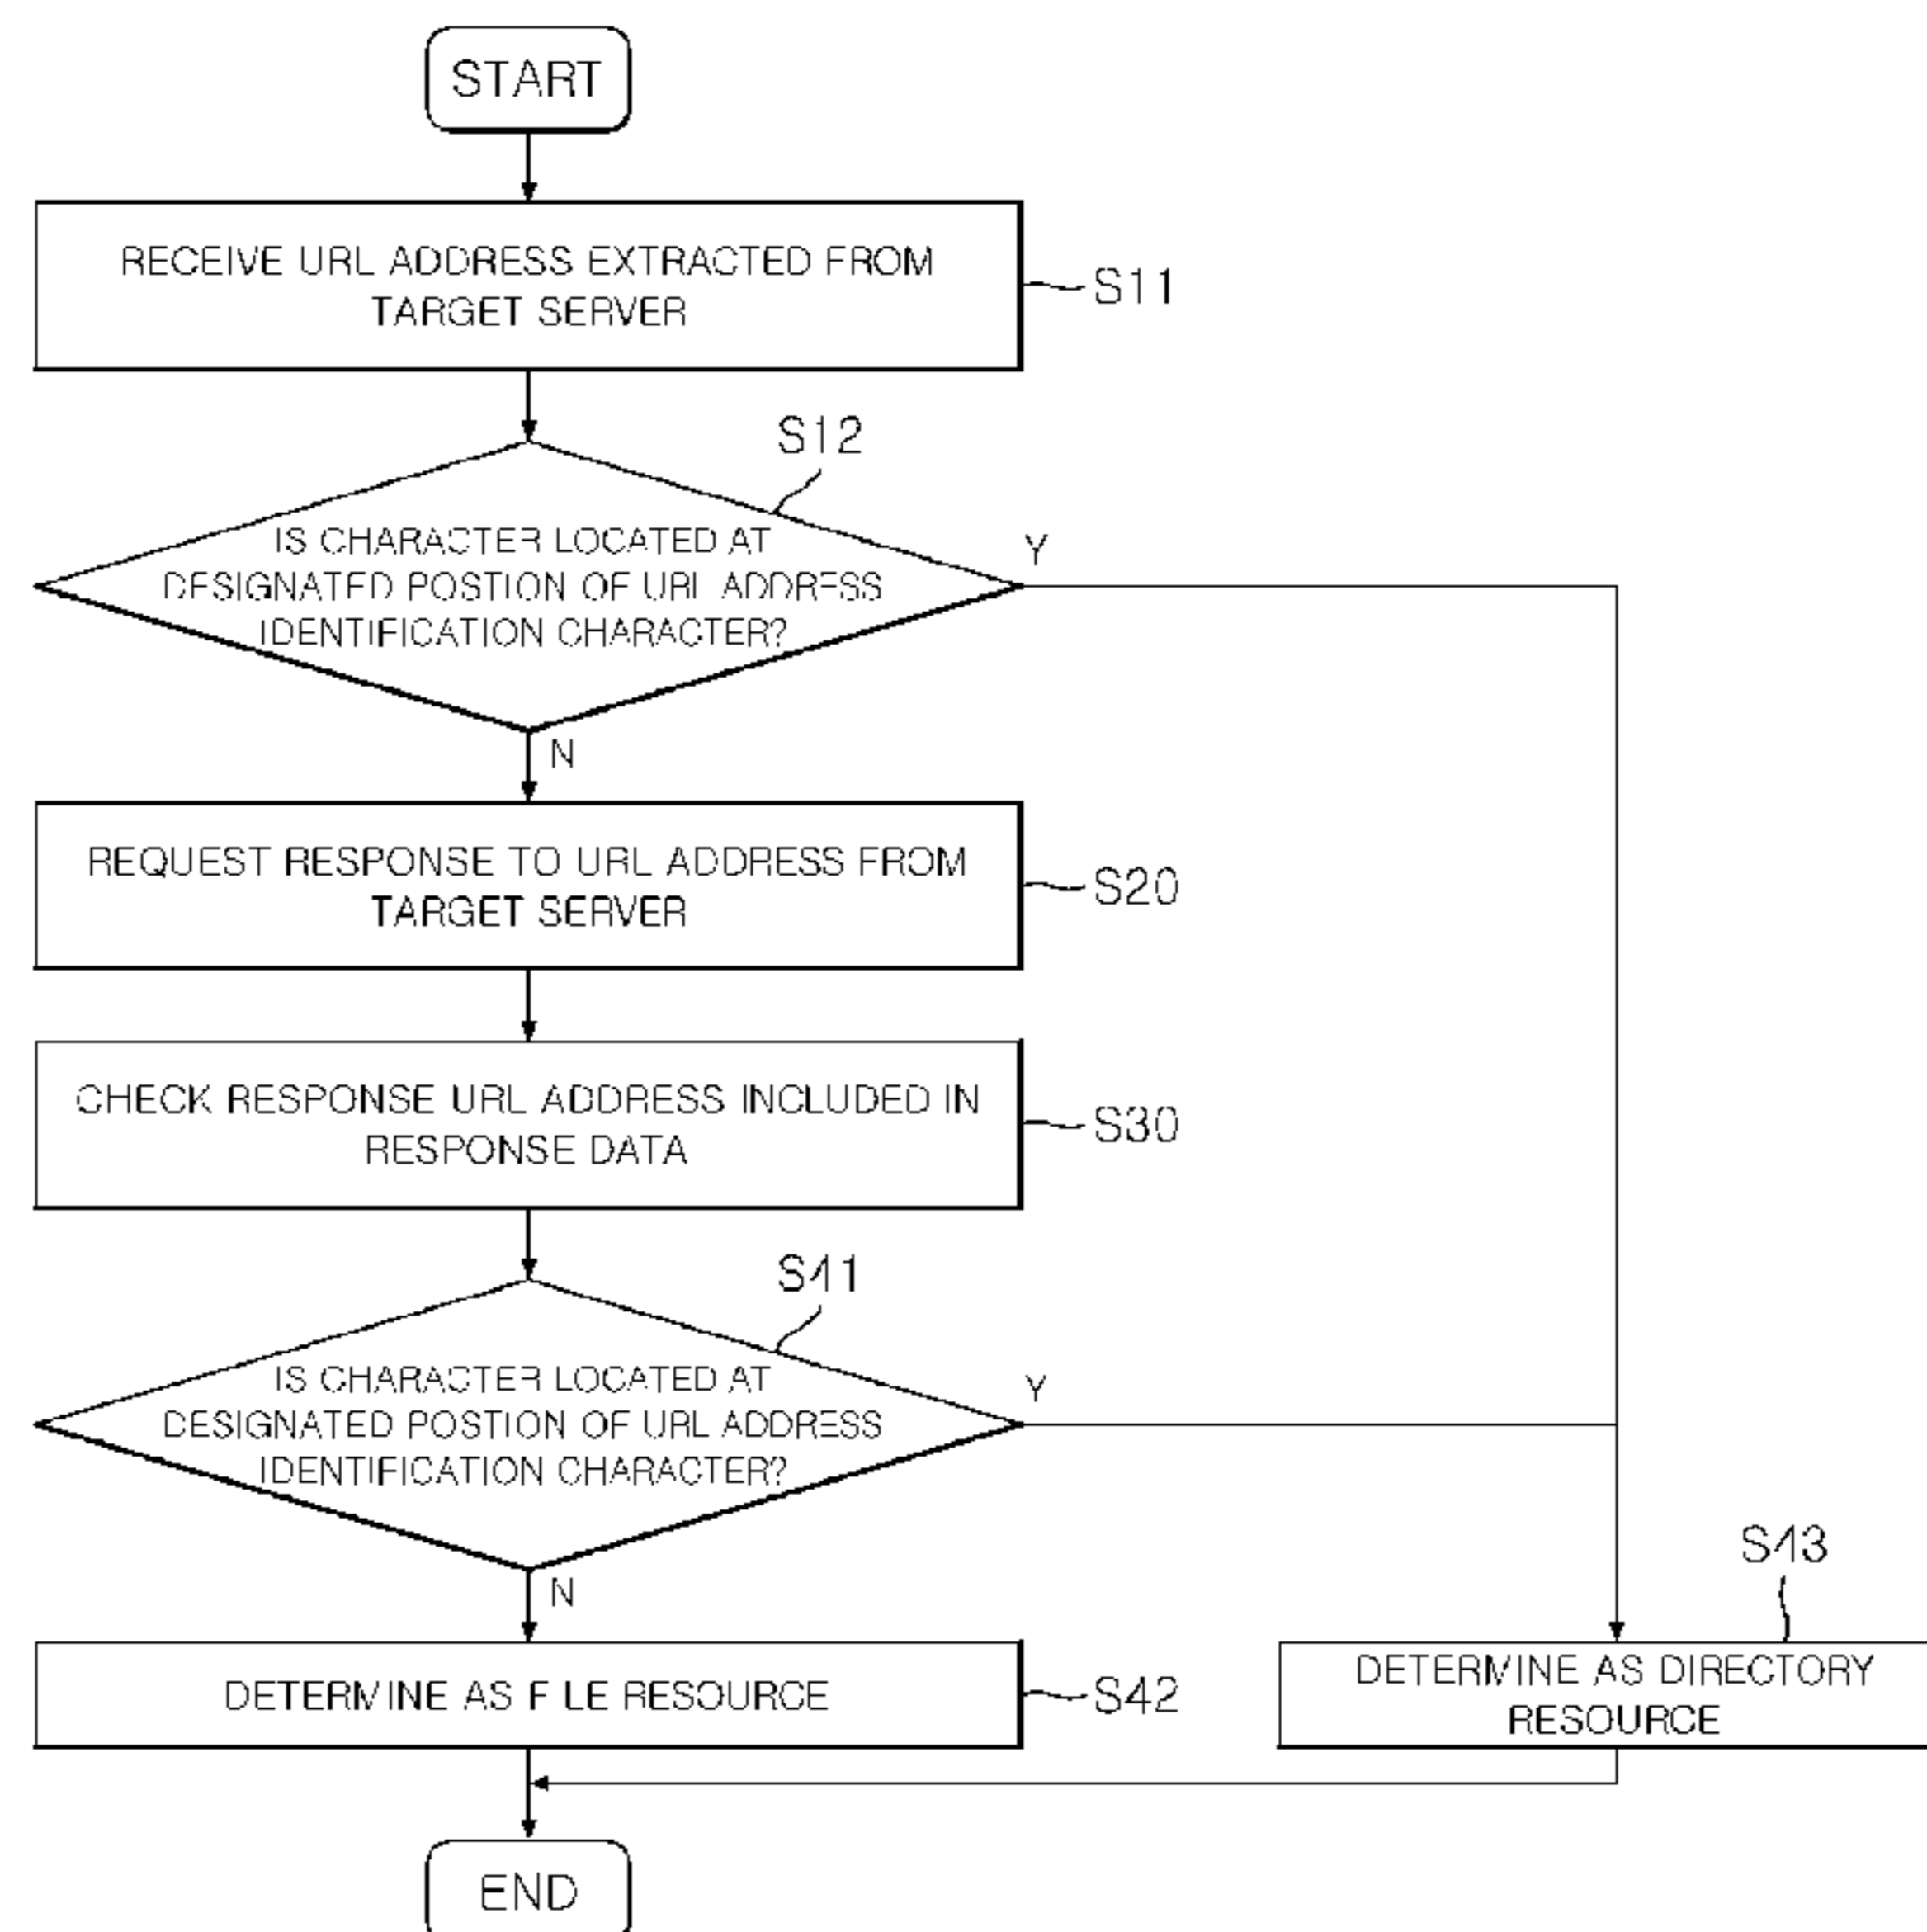 START
RECEIVE URL ADDRESS EXTRACTED FROM
TARGET SERVER
S11
S12
IS CHARACTER LOCATED AT
DESIGNATED POSTION OF URL ADDRESS
IDENTIFICATION CHARACTER?
Y
N
REQUEST RESPONSE TO URL ADDRESS FROM
TARGET SERVER
S20
CHECK RESPONSE URL ADDRESS INCLUDED IN
RESPONSE DATA
S30
S41
IS CHARACTER LOCATED AT
DESIGNATED POSTION OF URL ADDRESS
IDENTIFICATION CHARACTER?
Y
N
DETERMINE AS FILE RESOURCE
S42
S43
DETERMINE AS DIRECTORY
RESOURCE
END